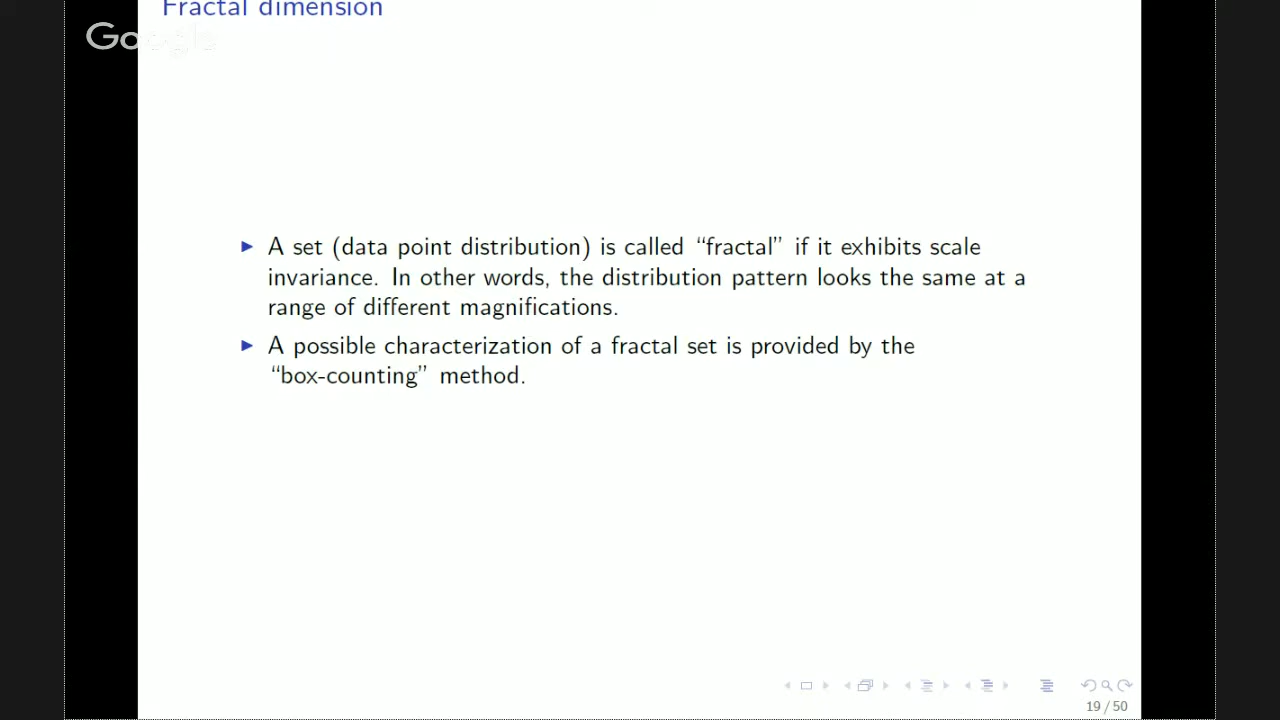 Fractal dimension
Google
▶ A set (data point distribution) is called “fractal” if it exhibits scale
invariance. In other words, the distribution pattern looks the same at a
range of different magnifications.
▶ A possible characterization of a fractal set is provided by the
“box-counting” method.
19 / 50